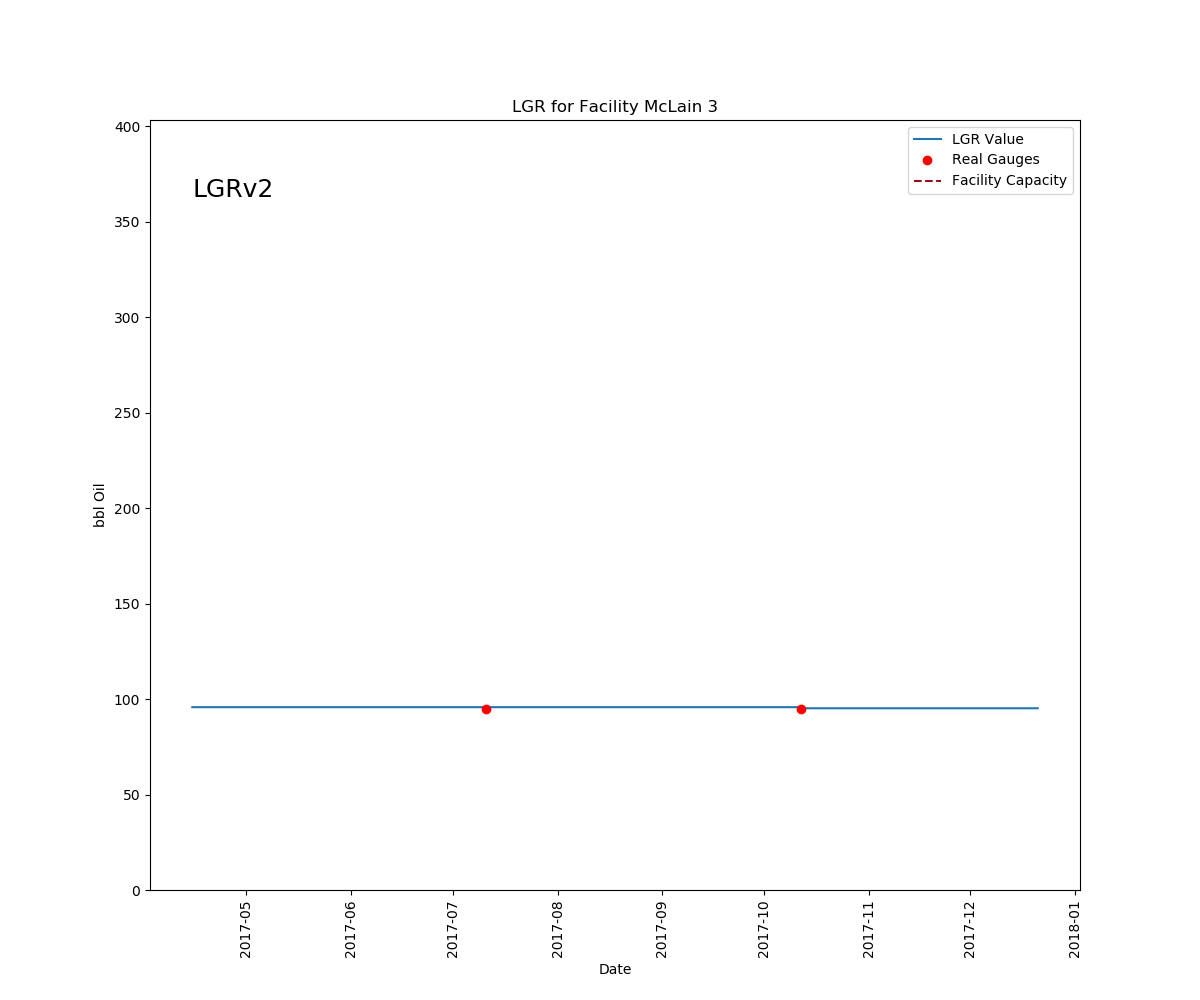 LGR for Facility McLain 3
LGRv2
LGR Value
Real Gauges
Facility Capacity
bbl Oil
400
350
300
250
200
150
100
50
0
2017-05
2017-06
2017-07
2017-08
2017-09
2017-10
2017-11
2017-12
2018-01
Date